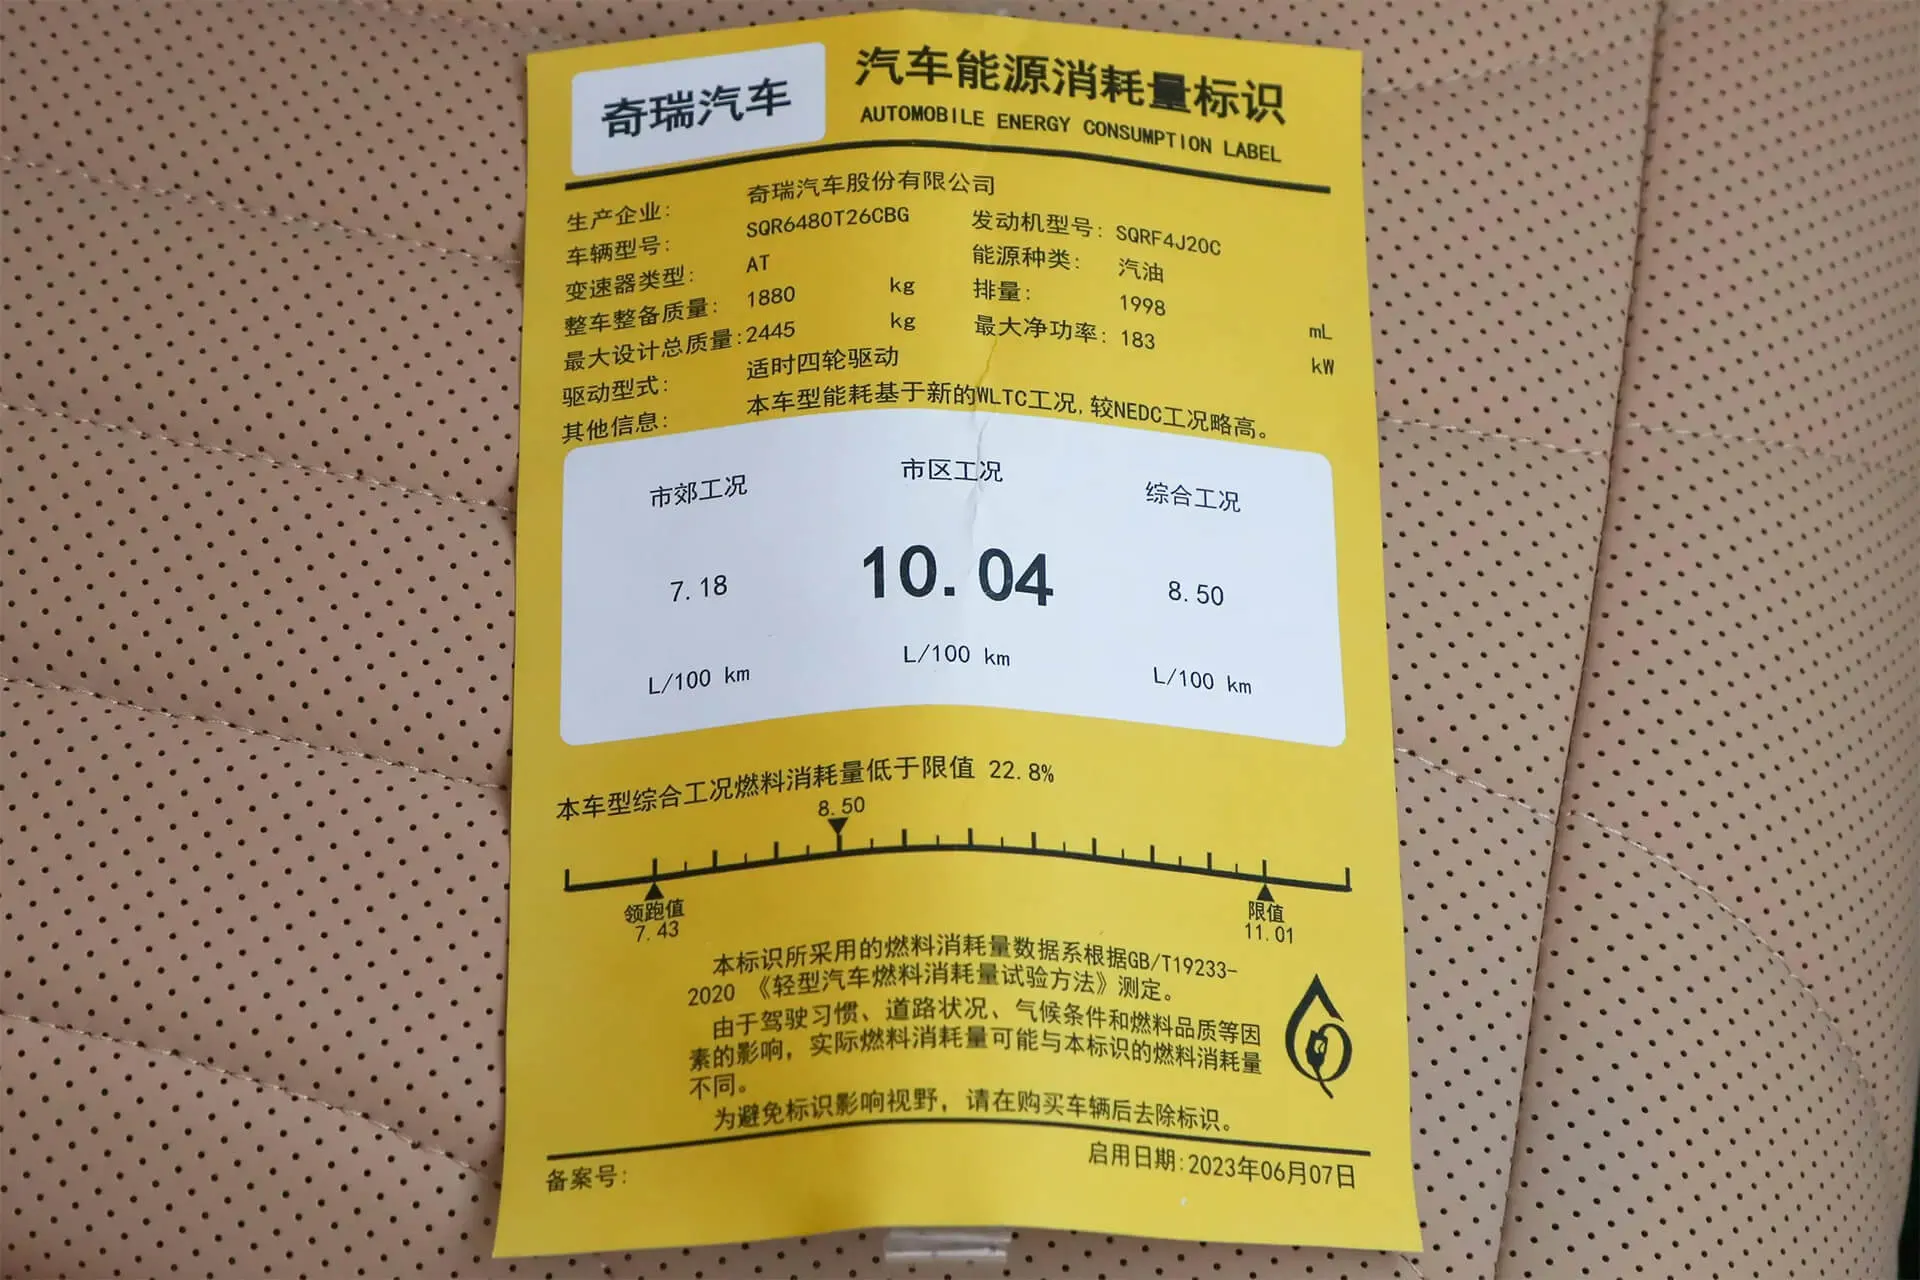 奇瑞汽车
汽车能源消耗量标识
AUTOMOBILE ENERGY CONSUMPTION LABEL
生产企业: 奇瑞汽车股份有限公司
车辆型号: SQR6480T26CBG 发动机型号: SQRF4J20C
变速器类型: AT 能源种类: 汽油
整车整备质量: 1880 kg 排量: 1998 mL
最大设计总质量:2445 kg 最大净功率: 183 kW
驱动型式: 适时四轮驱动
其他信息: 本车型能耗基于新的WLTC工况,较NEDC工况略高。
市郊工况 市区工况 综合工况
7.18 10.04 8.50
L/100 km L/100 km L/100 km
本车型综合工况燃料消耗量低于限值 22.8%
8.50
领跑值 限值
7.43 11.01
本标识所采用的燃料消耗量数据系根据GB/T19233-
2020 《轻型汽车燃料消耗量试验方法》测定。
由于驾驶习惯、道路状况、气候条件和燃料品质等因
素的影响，实际燃料消耗量可能与本标识的燃料消耗量
不同。
为避免标识影响视野，请在购买车辆后去除标识。
备案号: 启用日期:2023年06月07日